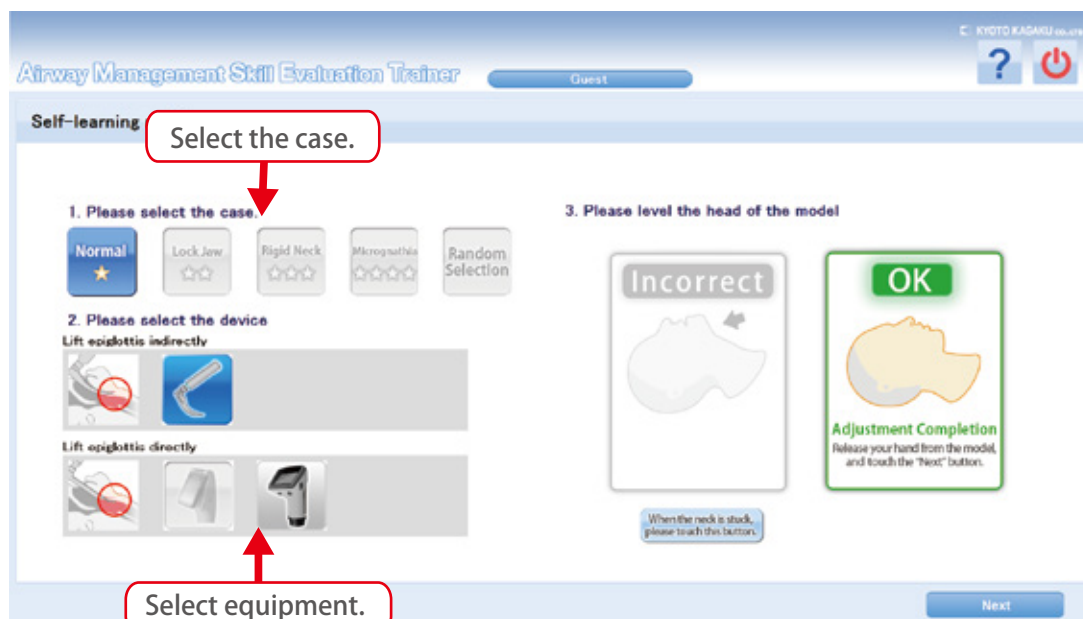 KYOTO KAGAKU co.,LTD
Airway Management Skill Evaluation Trainer
Guest
?
Self-learning
Select the case.
1. Please select the case.
Normal
Lock Jaw
Rigid Neck
Micrognathia
Random
Selection
2. Please select the device
Lift epiglottis indirectly
Lift epiglottis directly
Select equipment.
3. Please level the head of the model
Incorrect
OK
Adjustment Completion
Release your hand from the model,
and touch the "Next" button.
When the neck is stuck,
please touch this button.
Next